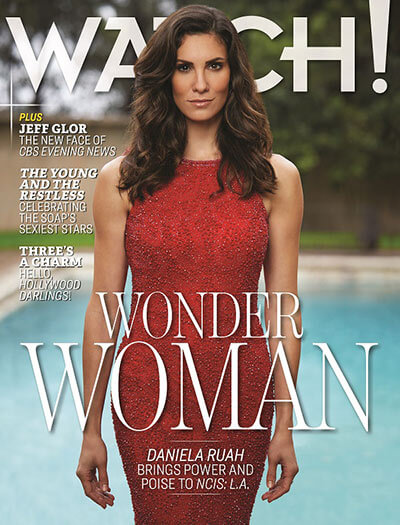 WATCH!
PLUS
JEFF GLOR
THE NEW FACE OF
CBS EVENING NEWS
THE YOUNG
AND THE
RESTLESS
CELEBRATING
THE SOAP'S
SEXIEST STARS
THREE'S
A CHARM
HELLO,
HOLLYWOOD
DARLINGS!
WONDER
WOMAN
DANIELA RUAH
BRINGS POWER AND
POISE TO NCIS: L.A.